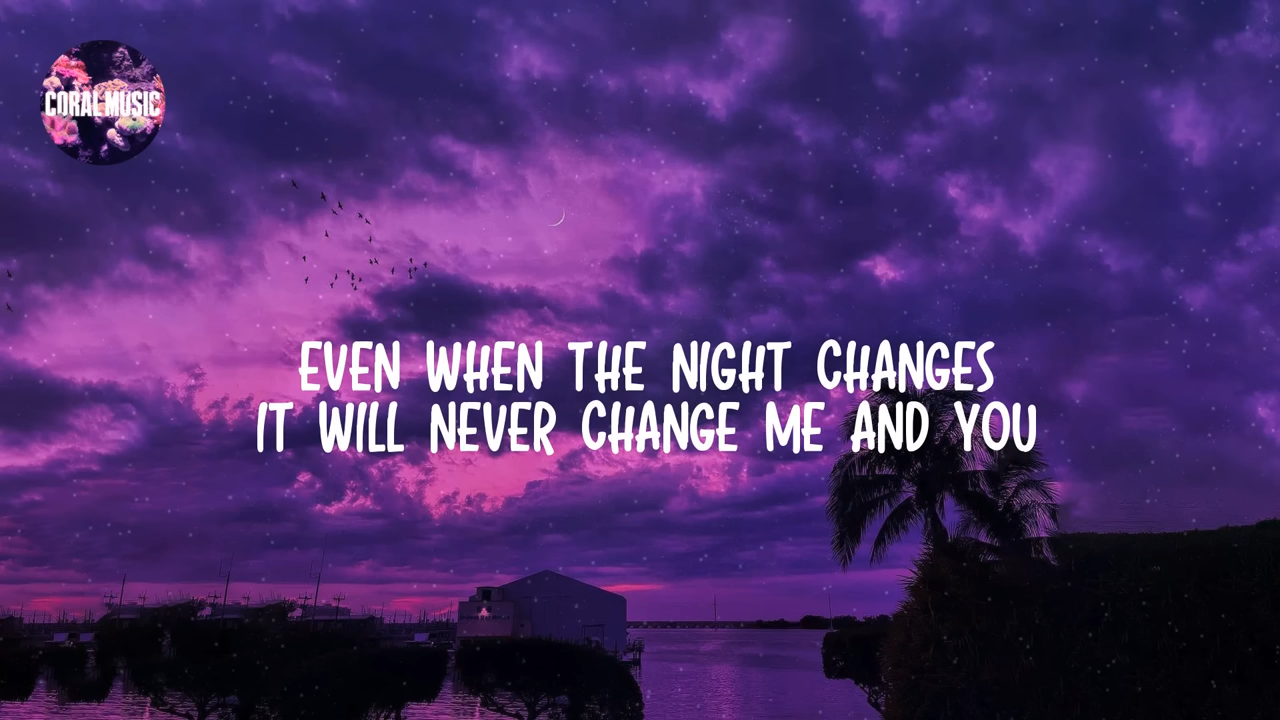 CORAL MUSIC
EVEN WHEN THE NIGHT CHANGES
IT WILL NEVER CHANGE ME AND YOU